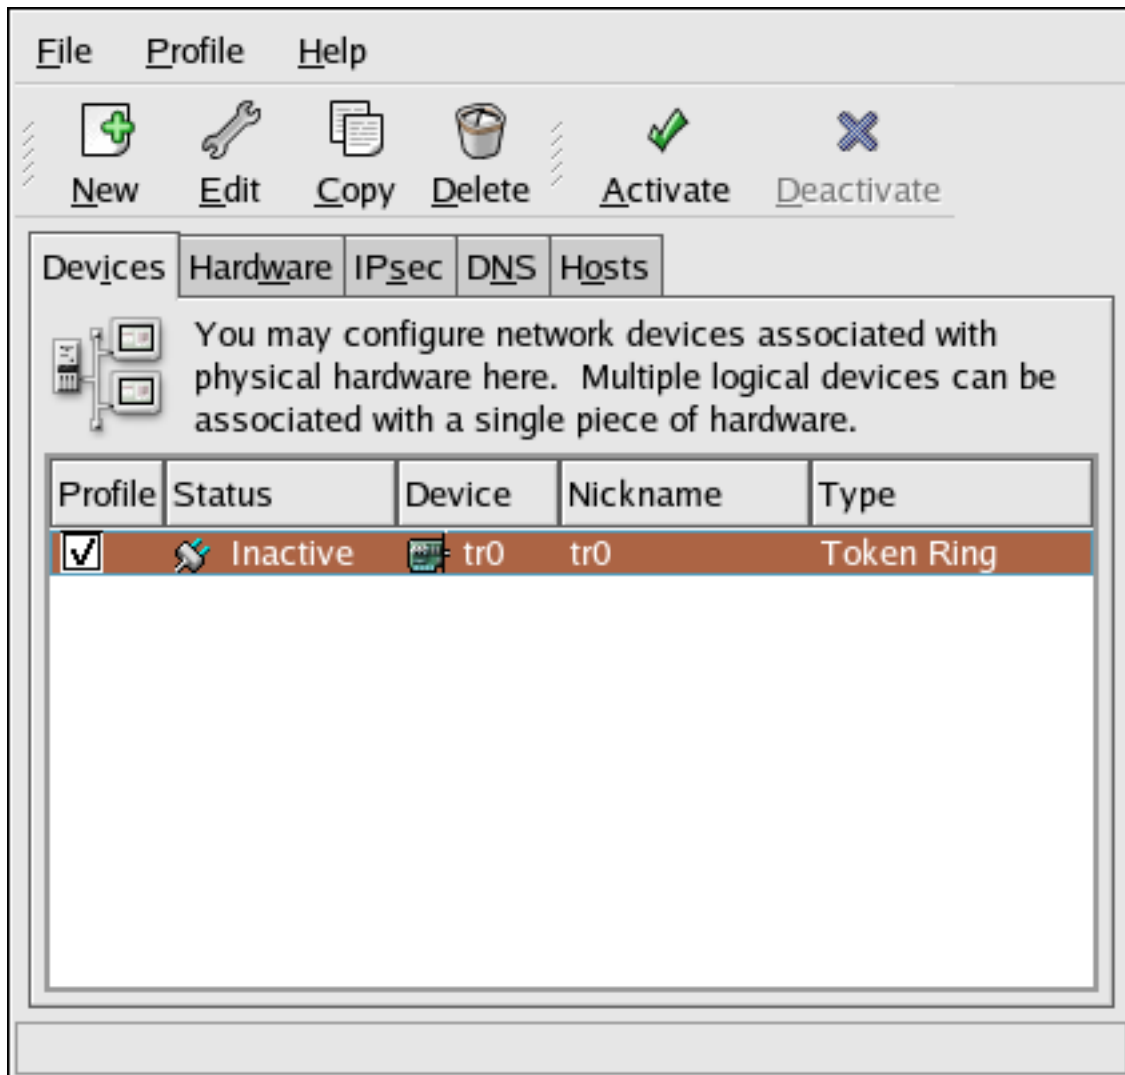 File Profile Help
New Edit Copy Delete Activate Deactivate
Devices Hardware IPsec DNS Hosts
You may configure network devices associated with
physical hardware here. Multiple logical devices can be
associated with a single piece of hardware.
Profile Status Device Nickname Type
Inactive tr0 tr0 Token Ring